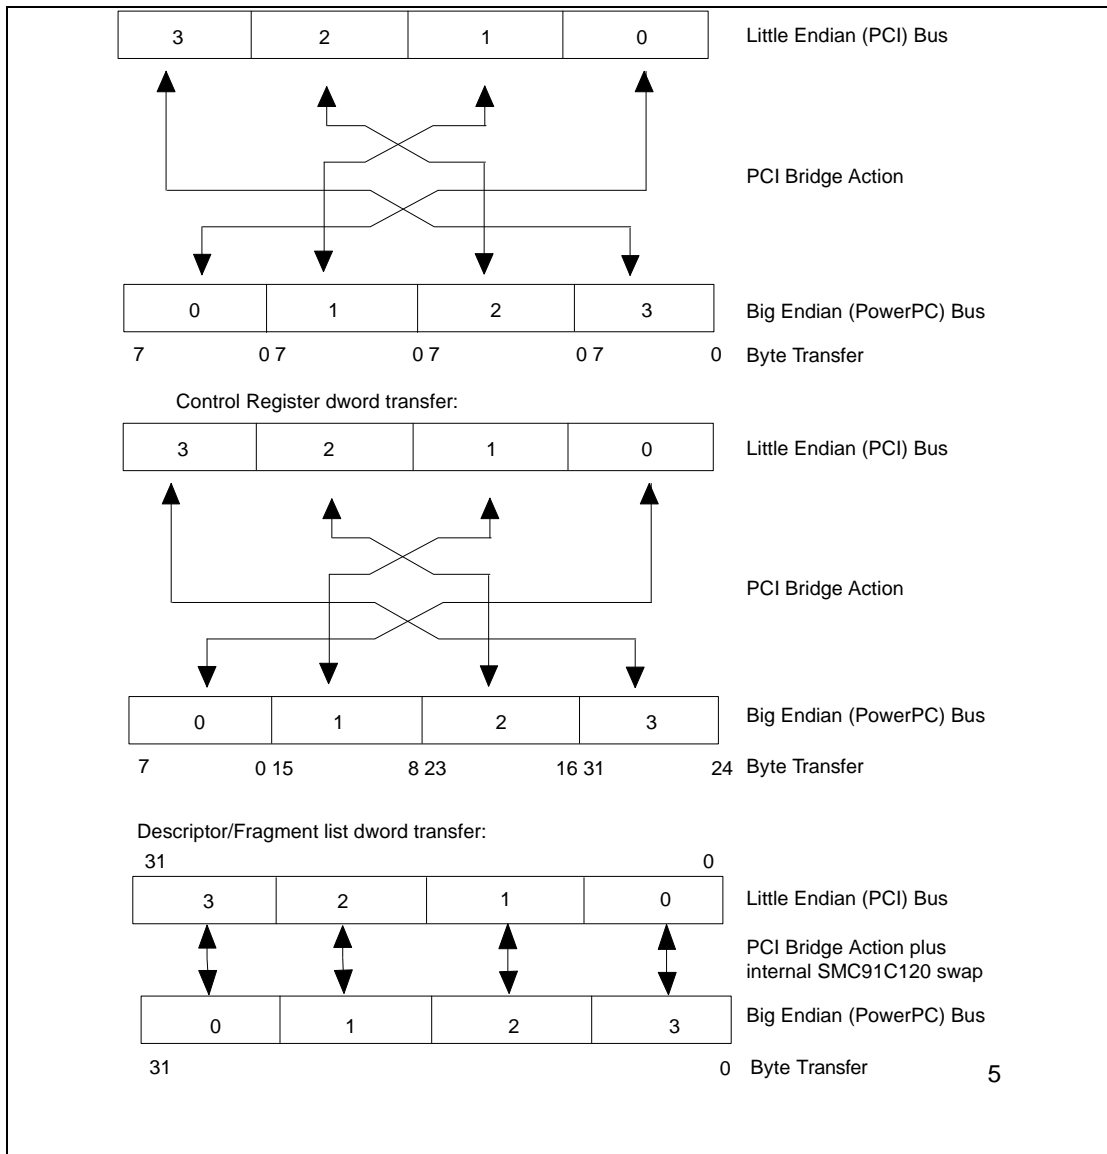 3 2 1 0 Little Endian (PCI) Bus
PCI Bridge Action
0 1 2 3 Big Endian (PowerPC) Bus
7 0 7 0 7 0 7 0 Byte Transfer
Control Register dword transfer:
3 2 1 0 Little Endian (PCI) Bus
PCI Bridge Action
0 1 2 3 Big Endian (PowerPC) Bus
7 0 15 8 23 16 31 24 Byte Transfer
Descriptor/Fragment list dword transfer:
31 0
3 2 1 0 Little Endian (PCI) Bus
PCI Bridge Action plus
internal SMC91C120 swap
0 1 2 3 Big Endian (PowerPC) Bus
31 0 Byte Transfer
5